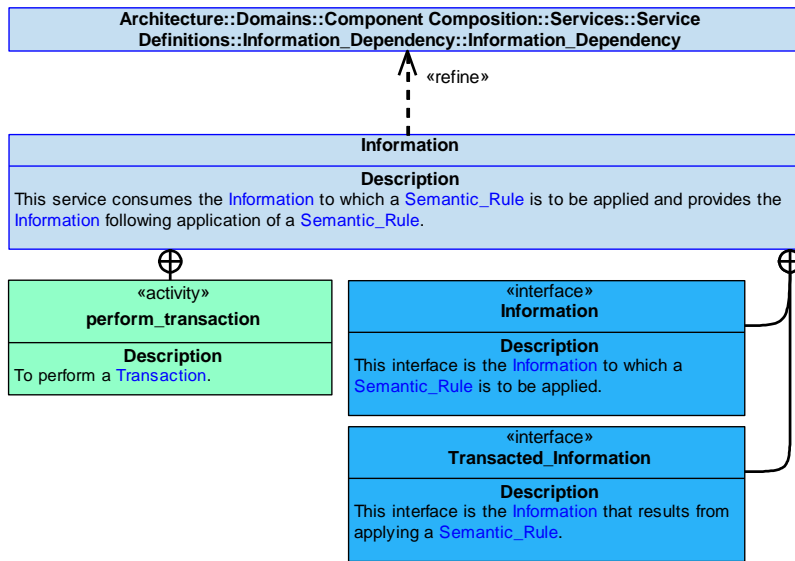 Architecture::Domains::Component Composition::Services::Service
Definitions::Information_Dependency::Information_Dependency
«refine»
Information
Description
This service consumes the Information to which a Semantic_Rule is to be applied and provides the
Information following application of a Semantic_Rule.
«activity»
perform_transaction
Description
To perform a Transaction.
«interface»
Information
Description
This interface is the Information to which a
Semantic_Rule is to be applied.
«interface»
Transacted_Information
Description
This interface is the Information that results from
applying a Semantic_Rule.